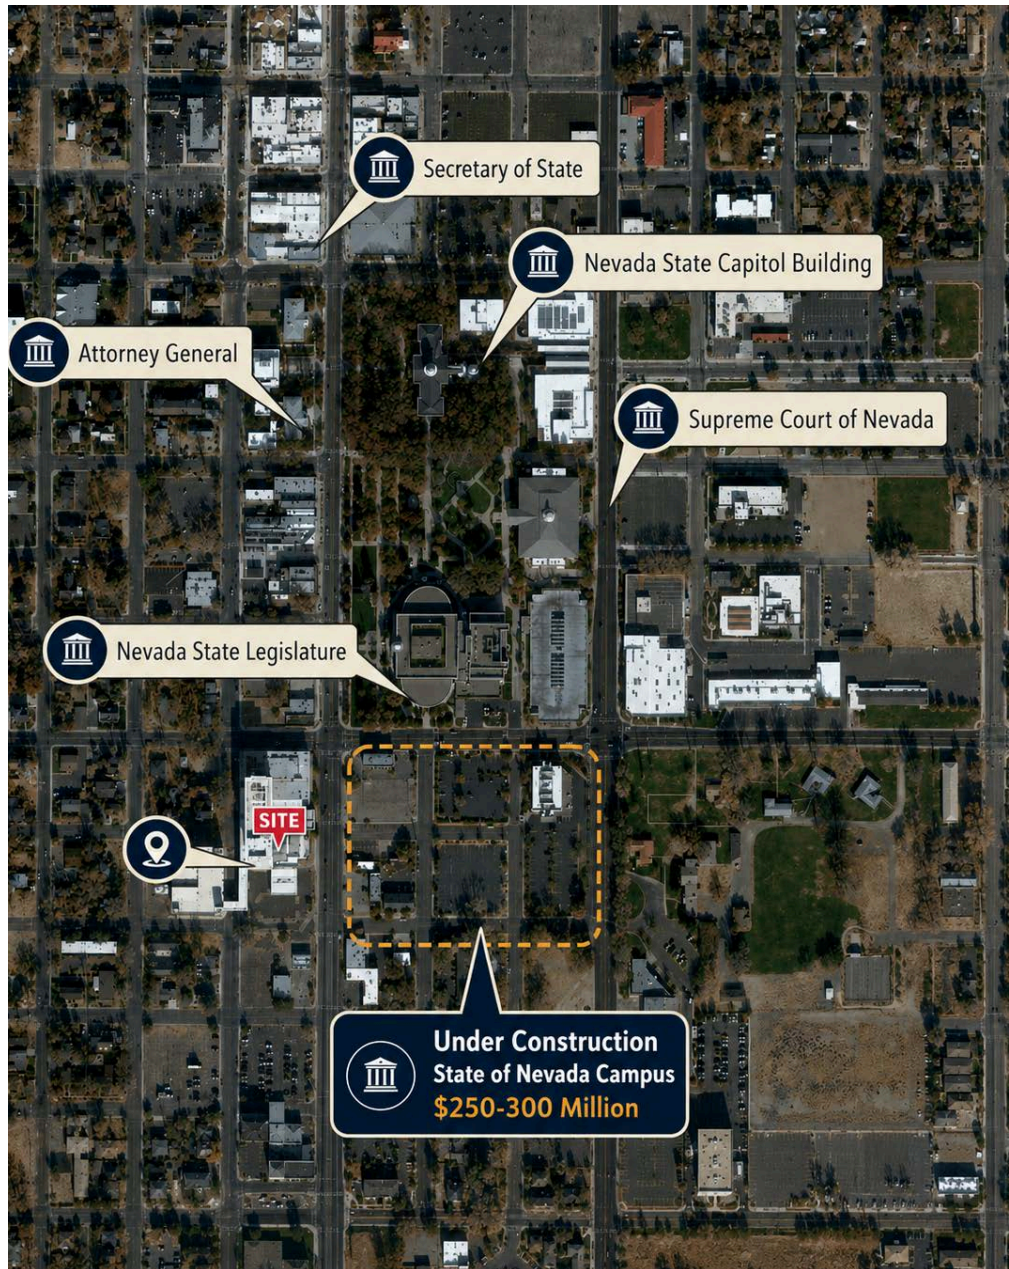 Secretary of State
Nevada State Capitol Building
Attorney General
Supreme Court of Nevada
Nevada State Legislature
SITE
Under Construction
State of Nevada Campus
$250-300 Million